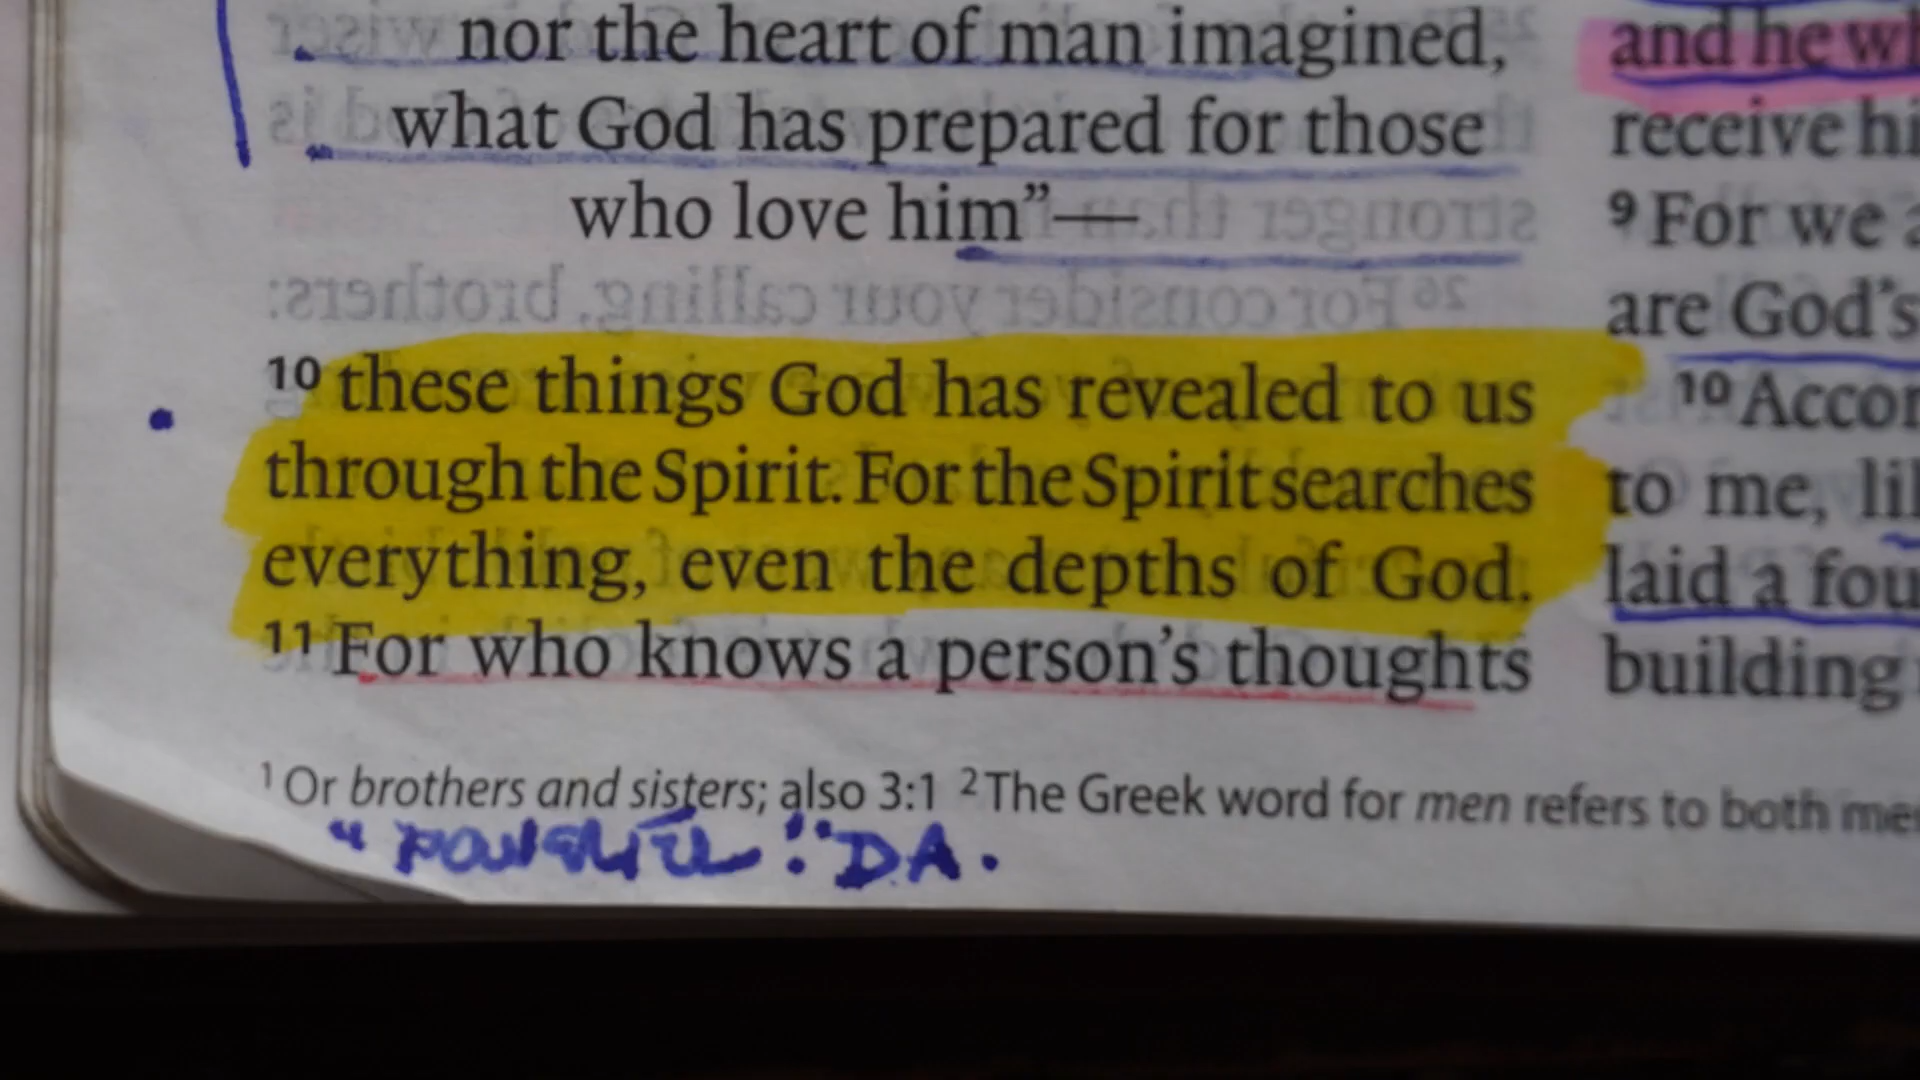 nor the heart of man imagined,
what God has prepared for those
who love him”—
10 these things God has revealed to us
through the Spirit. For the Spirit searches
everything, even the depths of God.
11 For who knows a person’s thoughts
1 Or brothers and sisters; also 3:1 2 The Greek word for men refers to both
D.A.
and he
receive
9 For we
are God’s
10
to me,
laid a
building